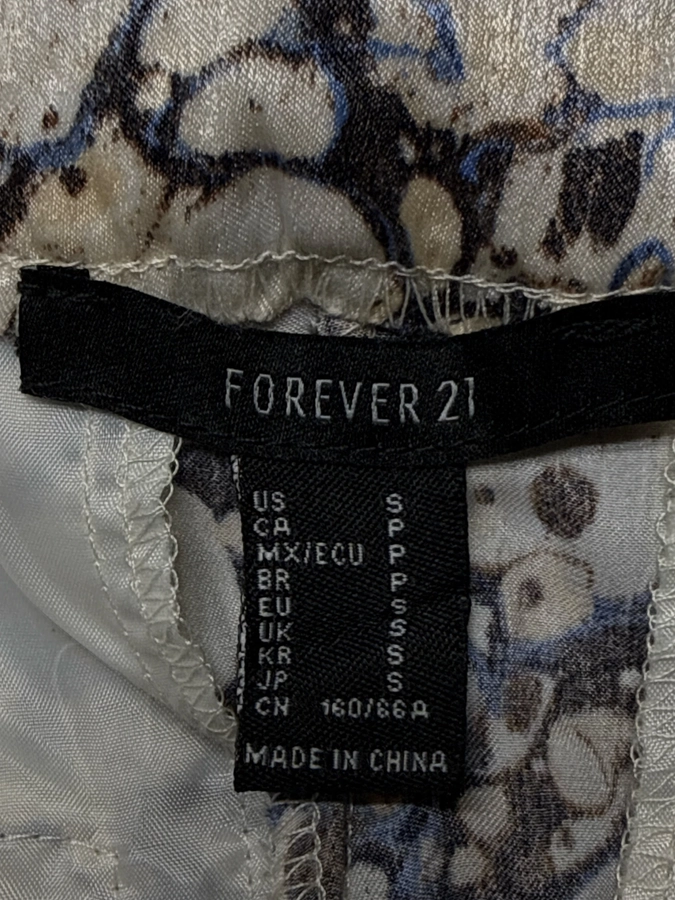 FOREVER 21
US S
CA P
MX/ECU P
BR P
EU S
UK S
KR S
JP S
CN 160/66A
MADE IN CHINA